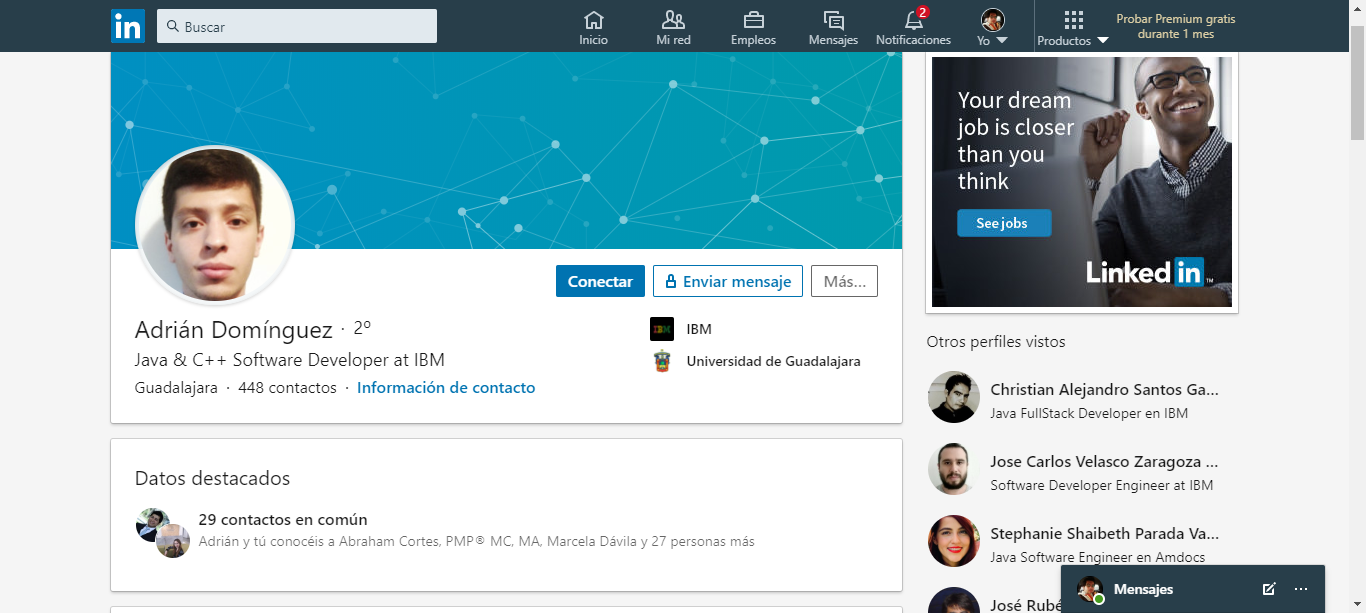 in
Buscar
Inicio
Mi red
Empleos
Mensajes
2
Notificaciones
Yo
Productos
Probar Premium gratis
durante 1 mes
Conectar
Enviar mensaje
Más...
Adrián Domínguez · 2º
Java & C++ Software Developer at IBM
Guadalajara · 448 contactos · Información de contacto
IBM
IBM
Universidad de Guadalajara
Datos destacados
29 contactos en común
Adrián y tú conocéis a Abraham Cortes, PMP® MC, MA, Marcela Dávila y 27 personas más
Your dream
job is closer
than you
think
See jobs
Linked in™
Otros perfiles vistos
Christian Alejandro Santos Ga...
Java FullStack Developer en IBM
Jose Carlos Velasco Zaragoza ...
Software Developer Engineer at IBM
Stephanie Shaibeth Parada Va...
Java Software Engineer en Amdocs
José Rubé
Mensajes